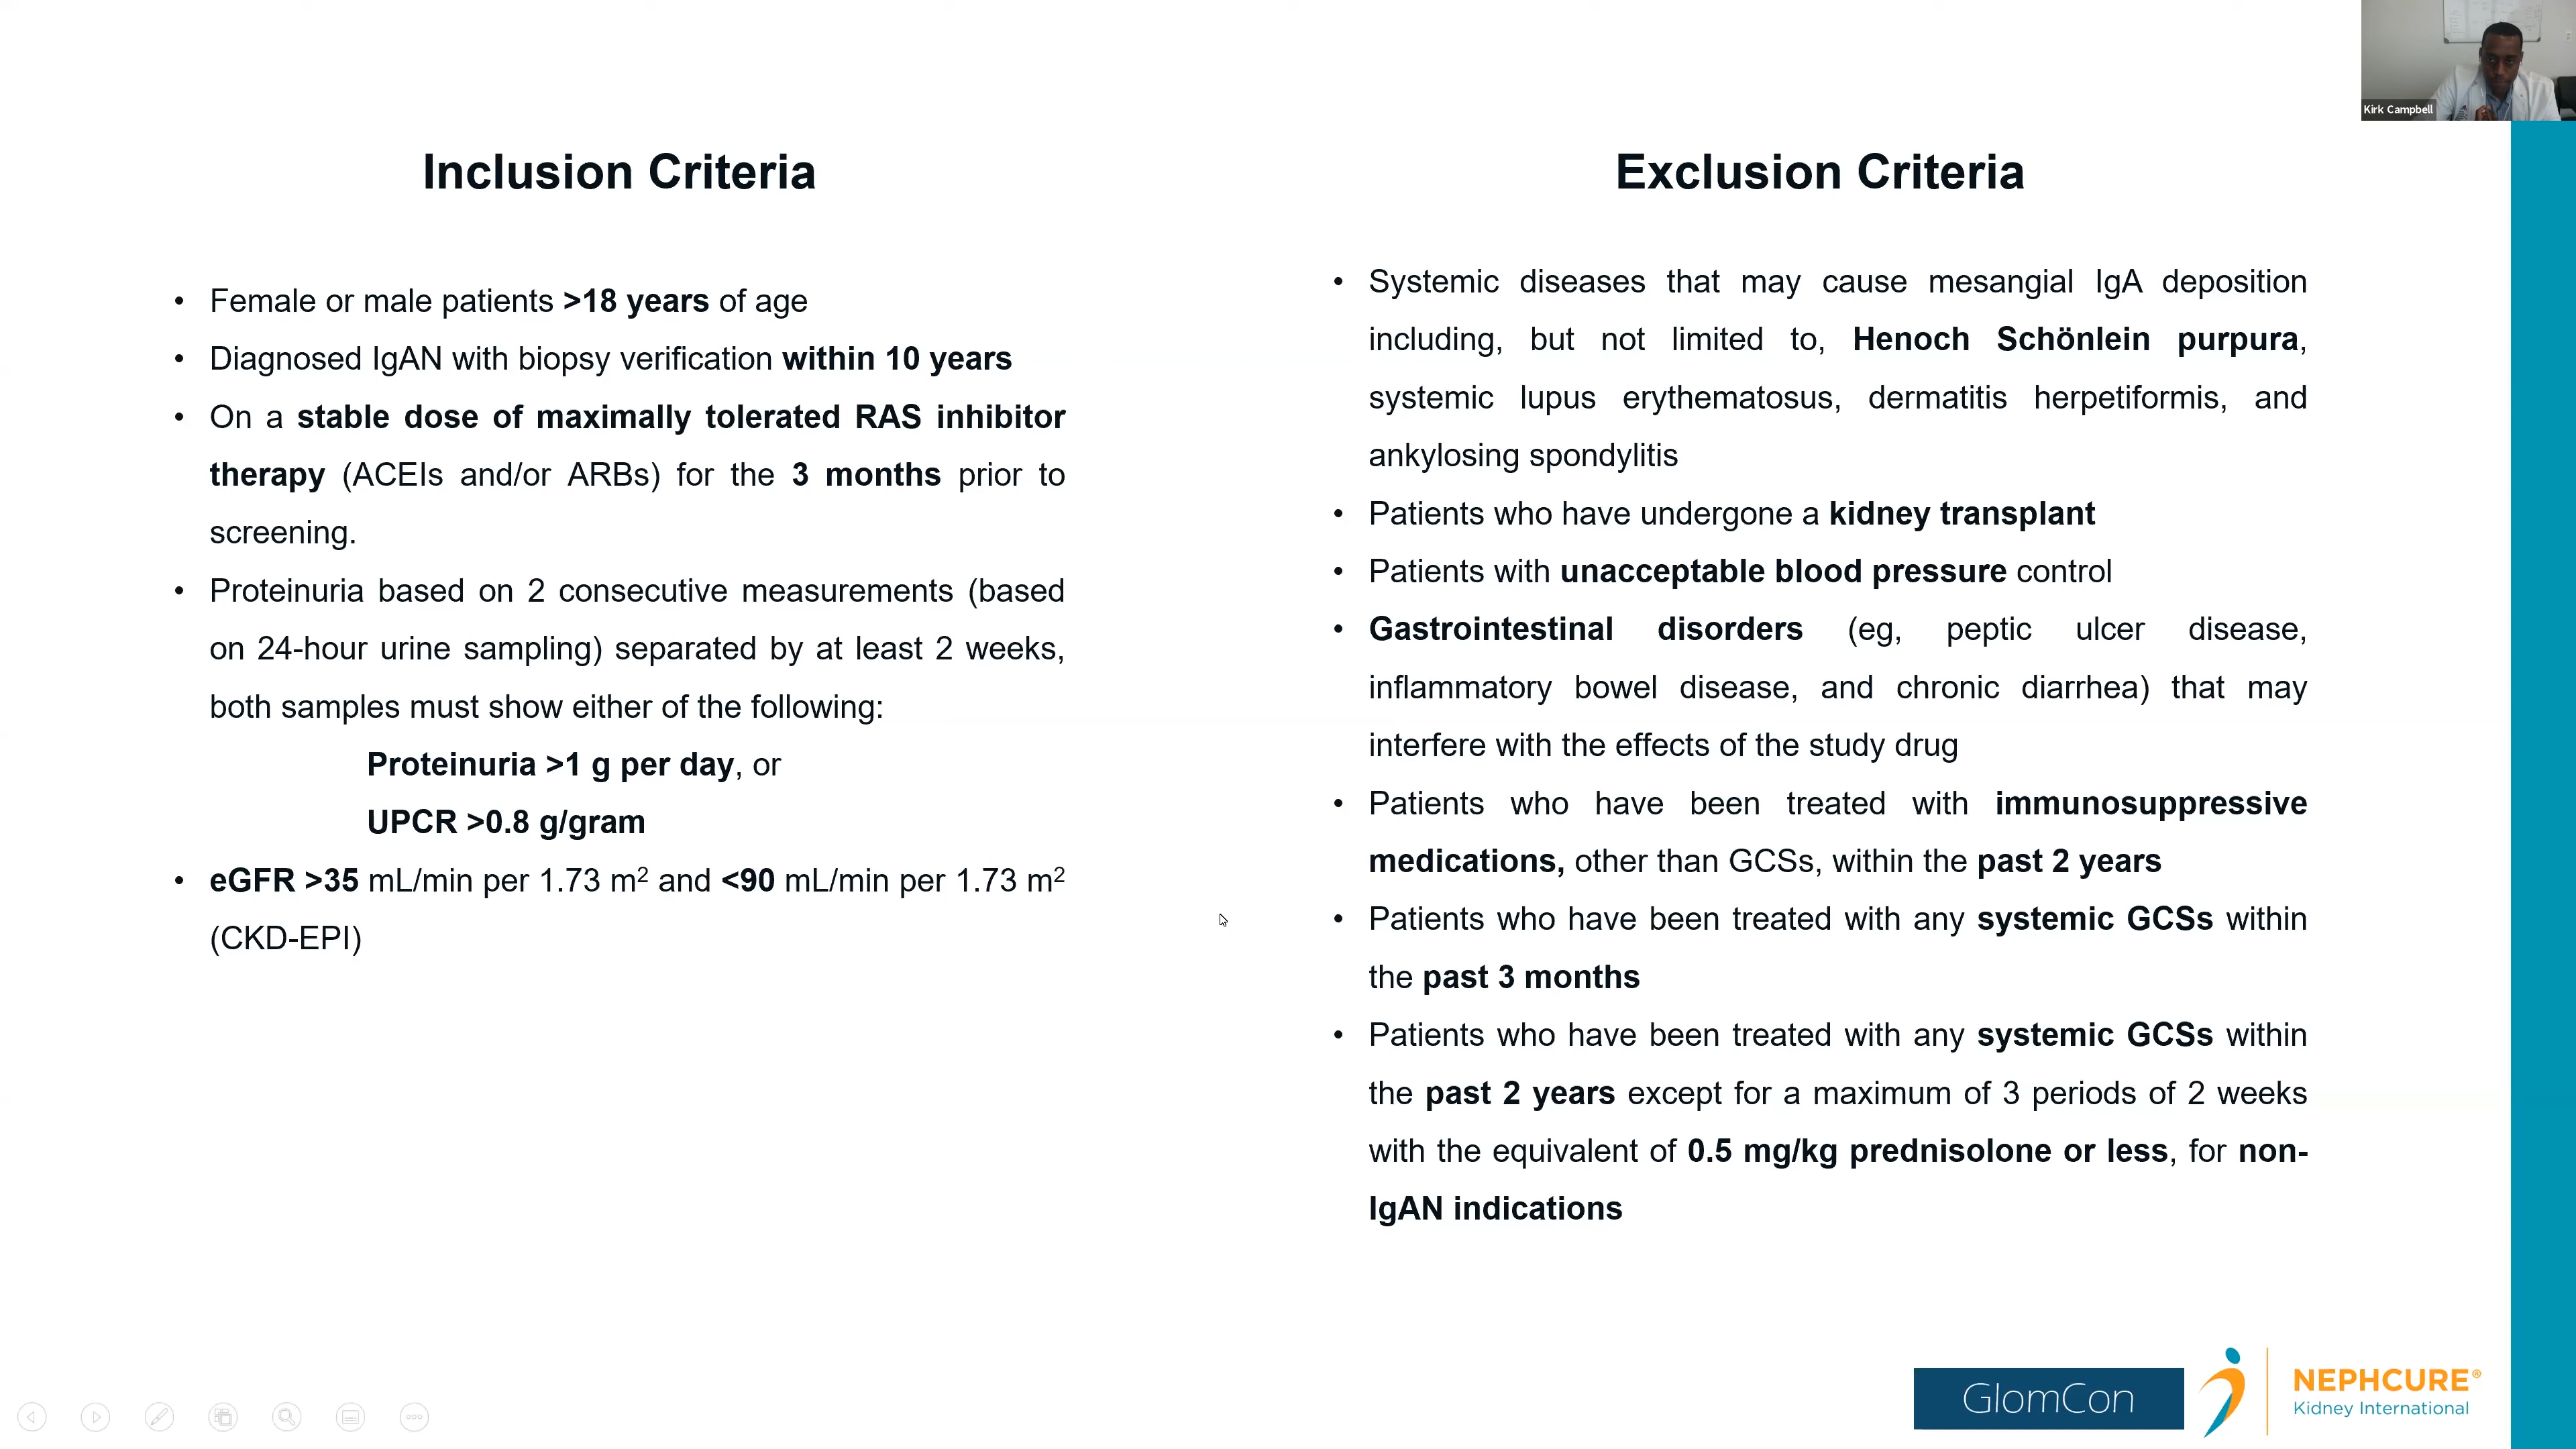 Kirk Campbell
Inclusion Criteria
• Female or male patients >18 years of age
• Diagnosed IgAN with biopsy verification within 10 years
• On a stable dose of maximally tolerated RAS inhibitor
therapy (ACEIs and/or ARBs) for the 3 months prior to
screening.
• Proteinuria based on 2 consecutive measurements (based
on 24-hour urine sampling) separated by at least 2 weeks,
both samples must show either of the following:
Proteinuria >1 g per day, or
UPCR >0.8 g/gram
• eGFR >35 mL/min per 1.73 m² and <90 mL/min per 1.73 m²
(CKD-EPI)
Exclusion Criteria
• Systemic diseases that may cause mesangial IgA deposition
including, but not limited to, Henoch Schönlein purpura,
systemic lupus erythematosus, dermatitis herpetiformis, and
ankylosing spondylitis
• Patients who have undergone a kidney transplant
• Patients with unacceptable blood pressure control
• Gastrointestinal disorders (eg, peptic ulcer disease,
inflammatory bowel disease, and chronic diarrhea) that may
interfere with the effects of the study drug
• Patients who have been treated with immunosuppressive
medications, other than GCSs, within the past 2 years
• Patients who have been treated with any systemic GCSs within
the past 3 months
• Patients who have been treated with any systemic GCSs within
the past 2 years except for a maximum of 3 periods of 2 weeks
with the equivalent of 0.5 mg/kg prednisolone or less, for non-
IgAN indications
GlomCon
NEPHCURE®
Kidney International